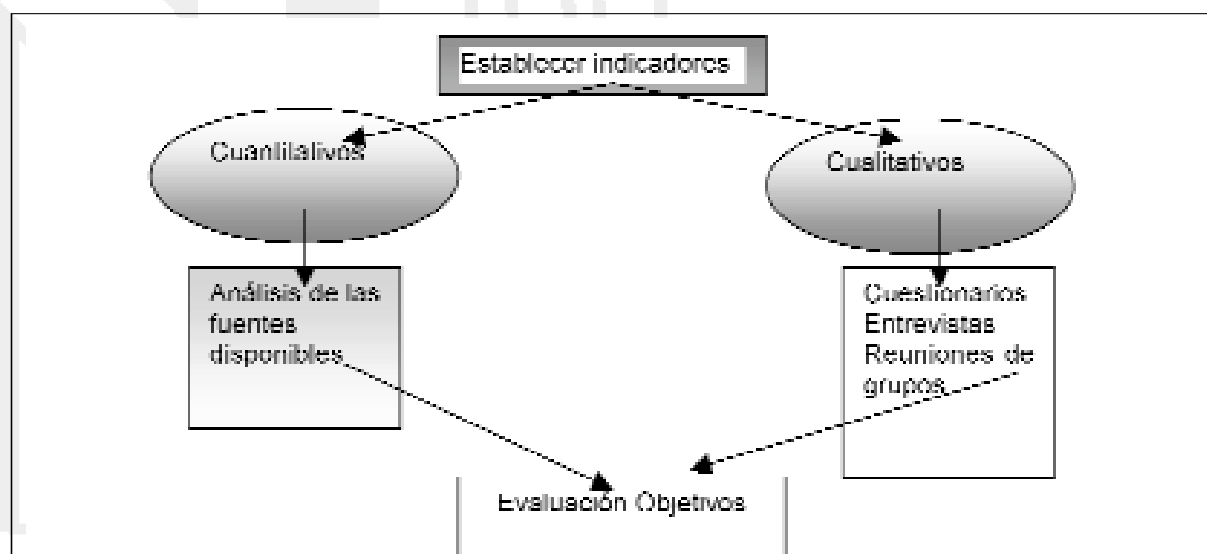 Establecer indicadores
Cuantitativos
Cualitativos
Análisis de las
fuentes
disponibles
Cuestionarios
Entrevistas
Reuniones de
grupos
Evaluación Objetivos